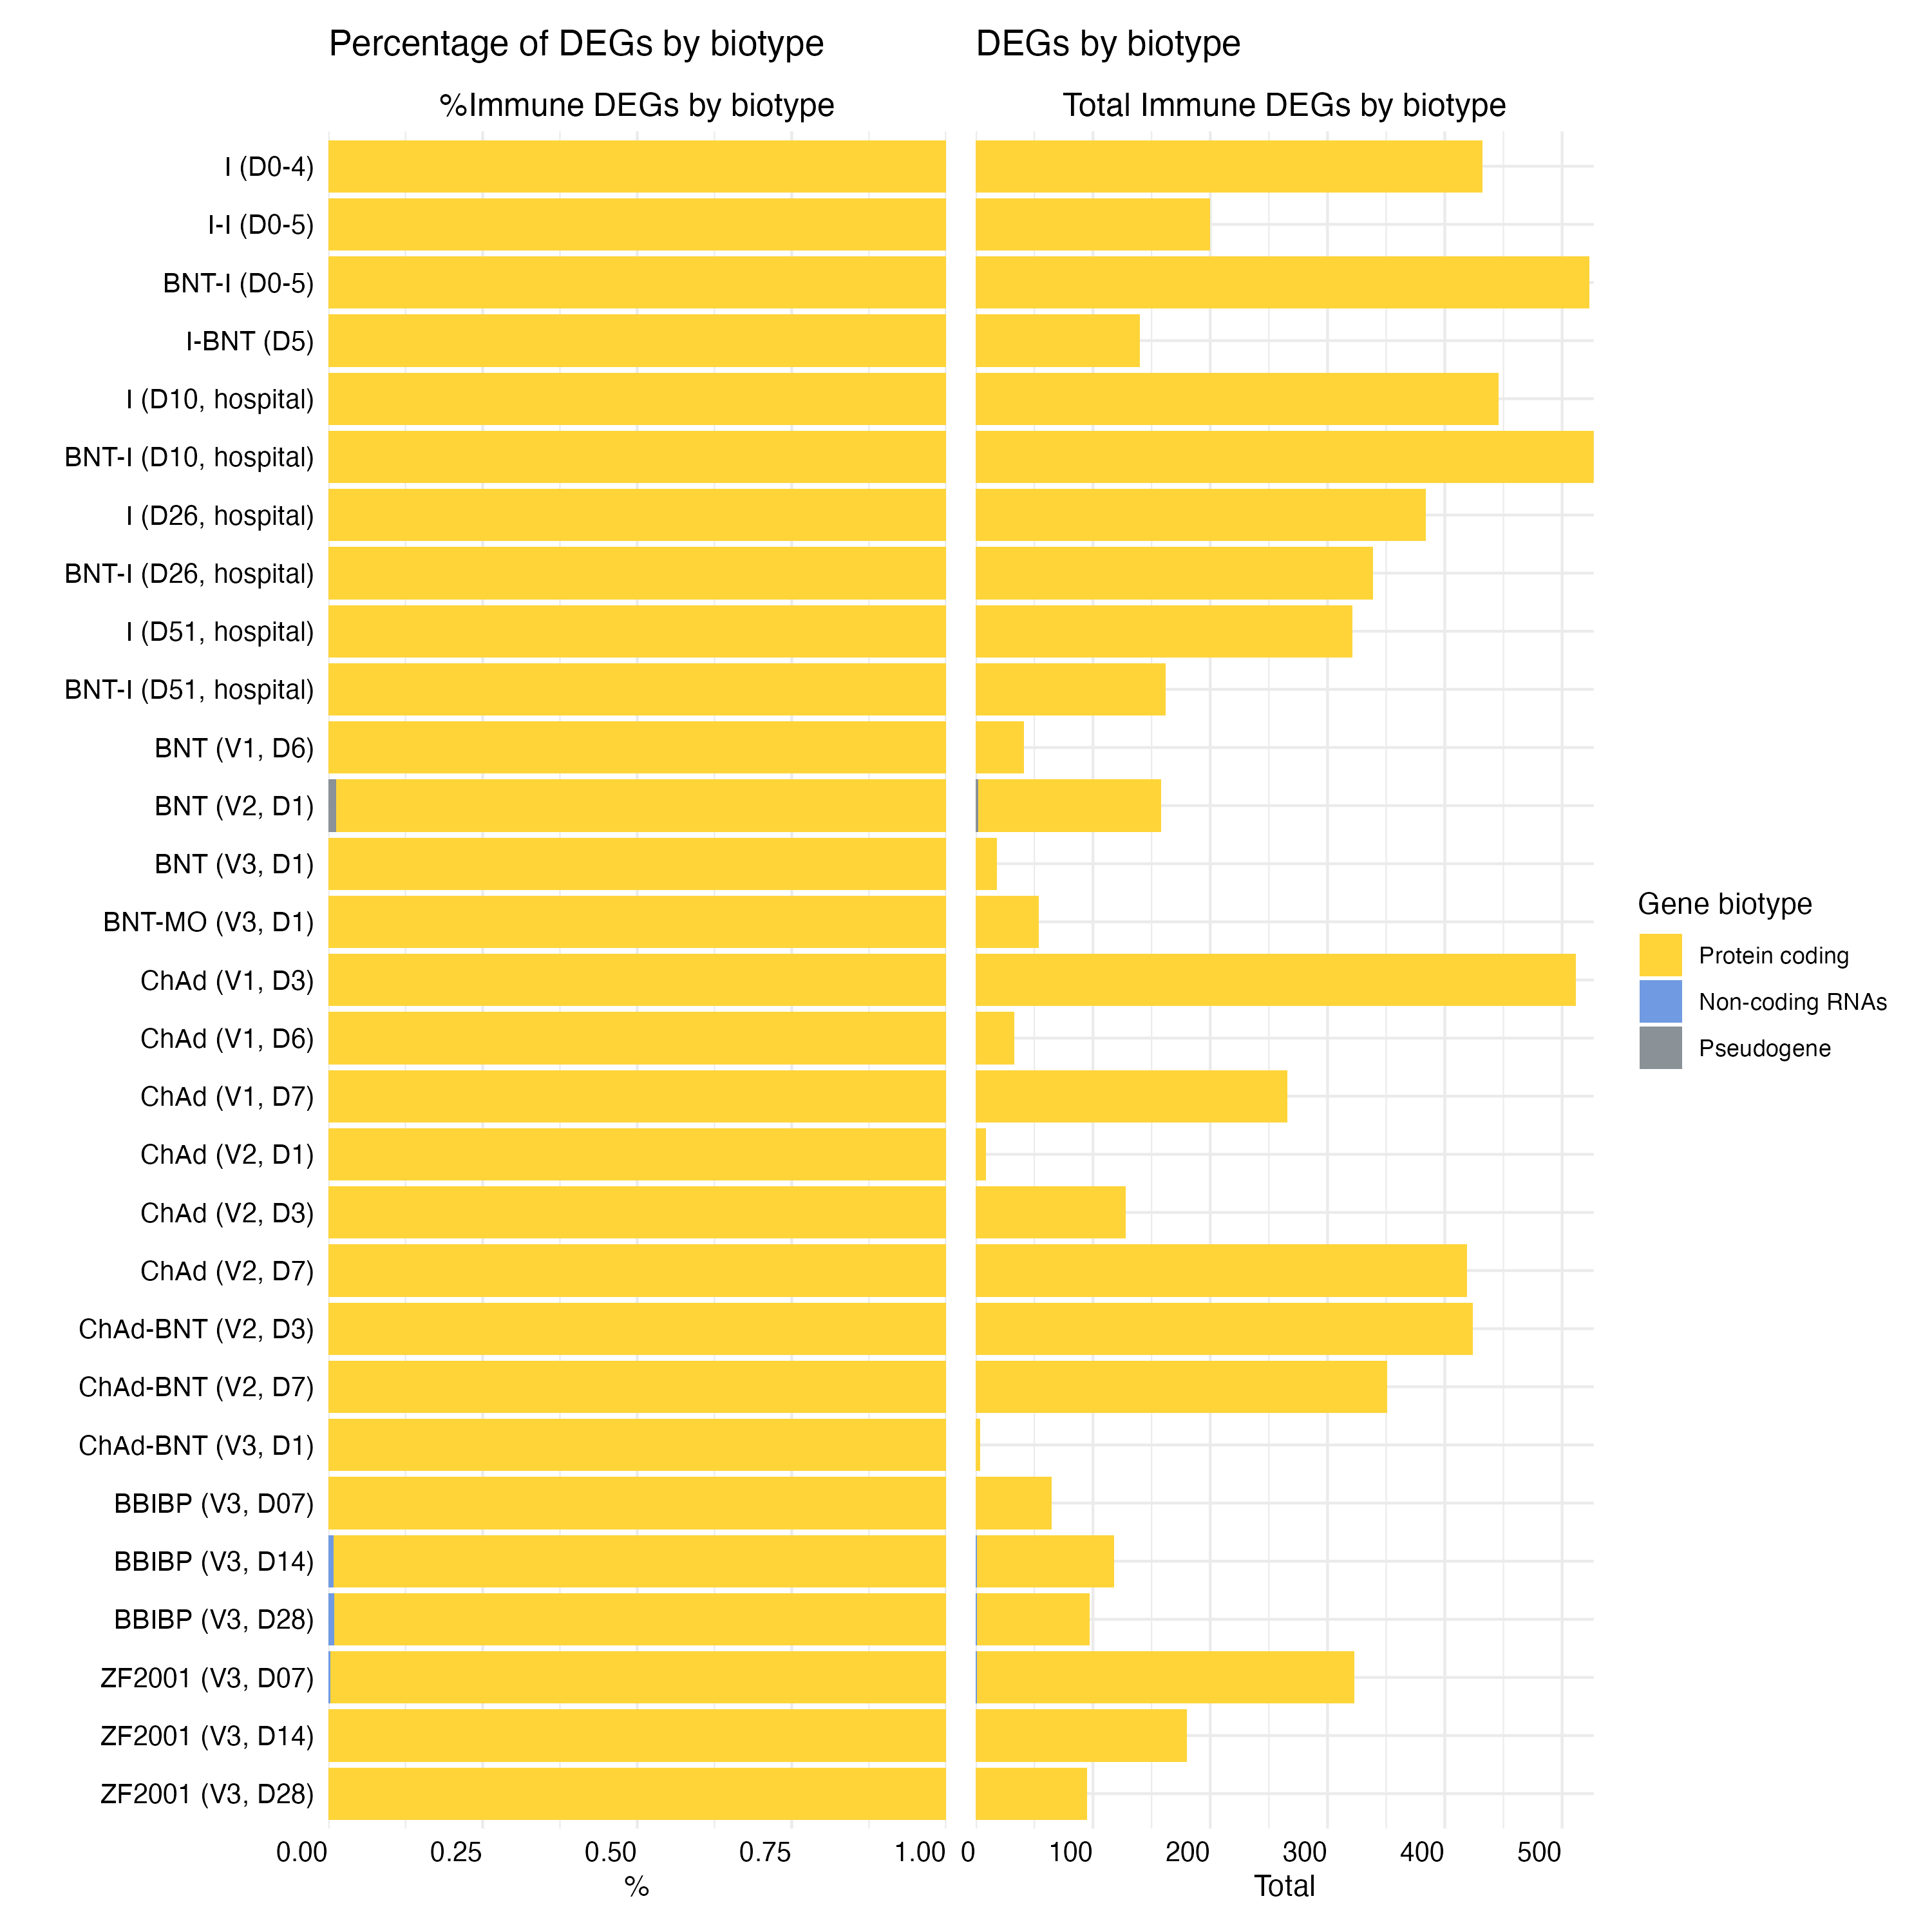 Percentage of DEGs by biotype
DEGs by biotype
%Immune DEGs by biotype
Total Immune DEGs by biotype
I (D0-4)
I-I (D0-5)
BNT-I (D0-5)
I-BNT (D5)
I (D10, hospital)
BNT-I (D10, hospital)
I (D26, hospital)
BNT-I (D26, hospital)
I (D51, hospital)
BNT-I (D51, hospital)
BNT (V1, D6)
BNT (V2, D1)
BNT (V3, D1)
BNT-MO (V3, D1)
ChAd (V1, D3)
ChAd (V1, D6)
ChAd (V1, D7)
ChAd (V2, D1)
ChAd (V2, D3)
ChAd (V2, D7)
ChAd-BNT (V2, D3)
ChAd-BNT (V2, D7)
ChAd-BNT (V3, D1)
BBIBP (V3, D07)
BBIBP (V3, D14)
BBIBP (V3, D28)
ZF2001 (V3, D07)
ZF2001 (V3, D14)
ZF2001 (V3, D28)
0.00 0.25 0.50 0.75 1.00
%
0 100 200 300 400 500
Total
Gene biotype
Protein coding
Non-coding RNAs
Pseudogene